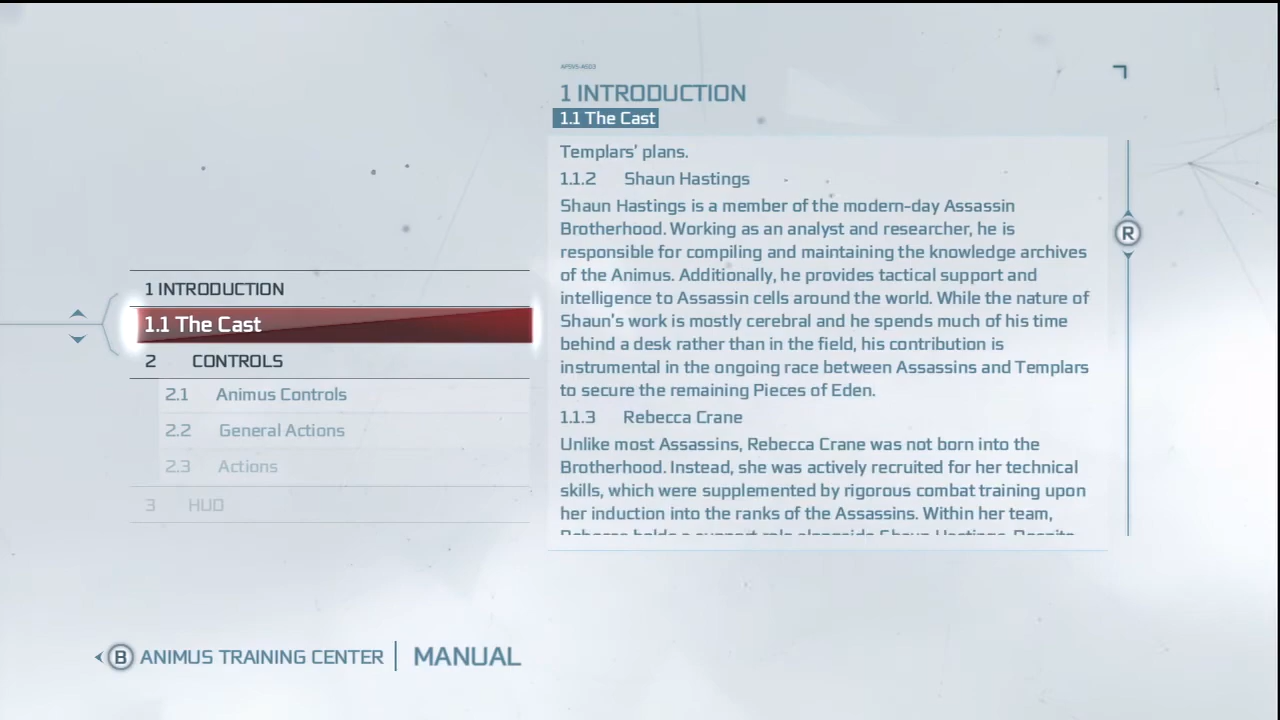 1 INTRODUCTION
1.1 The Cast
2 CONTROLS
2.1 Animus Controls
2.2 General Actions
2.3 Actions
3 HUD
1 INTRODUCTION
1.1 The Cast
Templars' plans.
1.1.2 Shaun Hastings
Shaun Hastings is a member of the modern-day Assassin
Brotherhood. Working as an analyst and researcher, he is
responsible for compiling and maintaining the knowledge archives
of the Animus. Additionally, he provides tactical support and
intelligence to Assassin cells around the world. While the nature of
Shaun's work is mostly cerebral and he spends much of his time
behind a desk rather than in the field, his contribution is
instrumental in the ongoing race between Assassins and Templars
to secure the remaining Pieces of Eden.
1.1.3 Rebecca Crane
Unlike most Assassins, Rebecca Crane was not born into the
Brotherhood. Instead, she was actively recruited for her technical
skills, which were supplemented by rigorous combat training upon
her induction into the ranks of the Assassins. Within her team,
Rebecca holds a support role alongside Shaun Hastings. Despite
R
B ANIMUS TRAINING CENTER | MANUAL